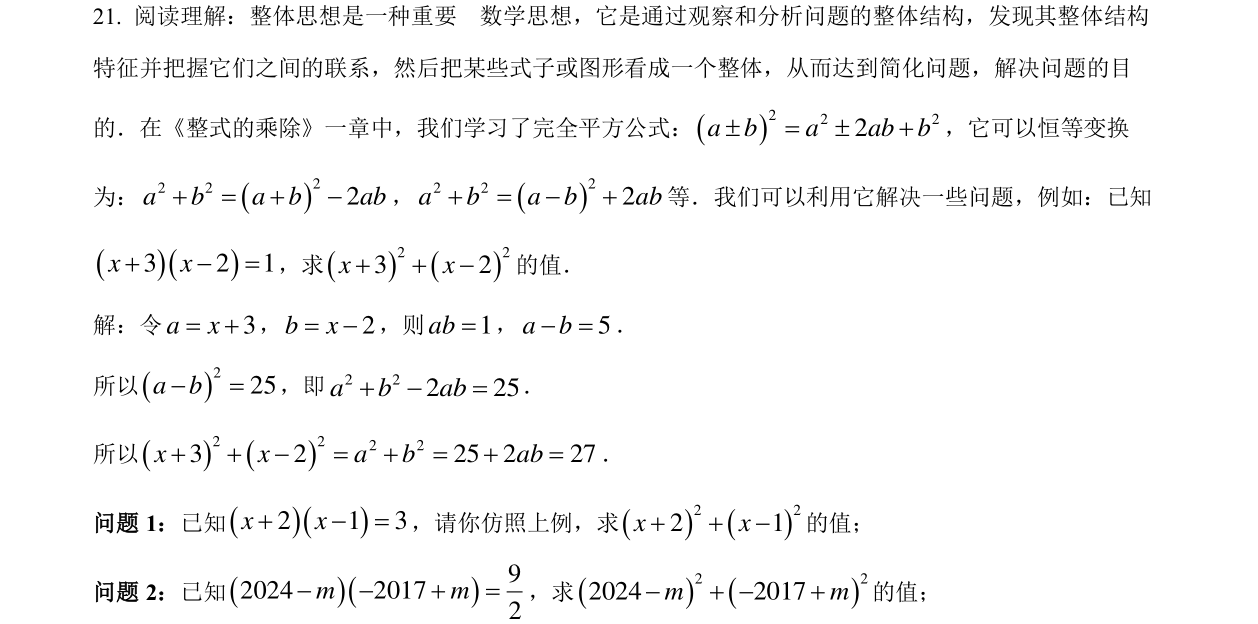 21. 阅读理解：整体思想是一种重要 数学思想，它是通过观察和分析问题的整体结构，发现其整体结构
特征并把握它们之间的联系，然后把某些式子或图形看成一个整体，从而达到简化问题，解决问题的目
的．在《整式的乘除》一章中，我们学习了完全平方公式：(a±b)²=a²±2ab+b²，它可以恒等变换
为：a²+b²=(a+b)²−2ab，a²+b²=(a−b)²+2ab等．我们可以利用它解决一些问题，例如：已知
(x+3)(x−2)=1，求(x+3)²+(x−2)²的值．
解：令a=x+3，b=x−2，则ab=1，a−b=5．
所以(a−b)²=25，即a²+b²−2ab=25．
所以(x+3)²+(x−2)²=a²+b²=25+2ab=27．
问题1：已知(x+2)(x−1)=3，请你仿照上例，求(x+2)²+(x−1)²的值；
问题2：已知(2024−m)(−2017+m)=9/2，求(2024−m)²+(−2017+m)²的值；